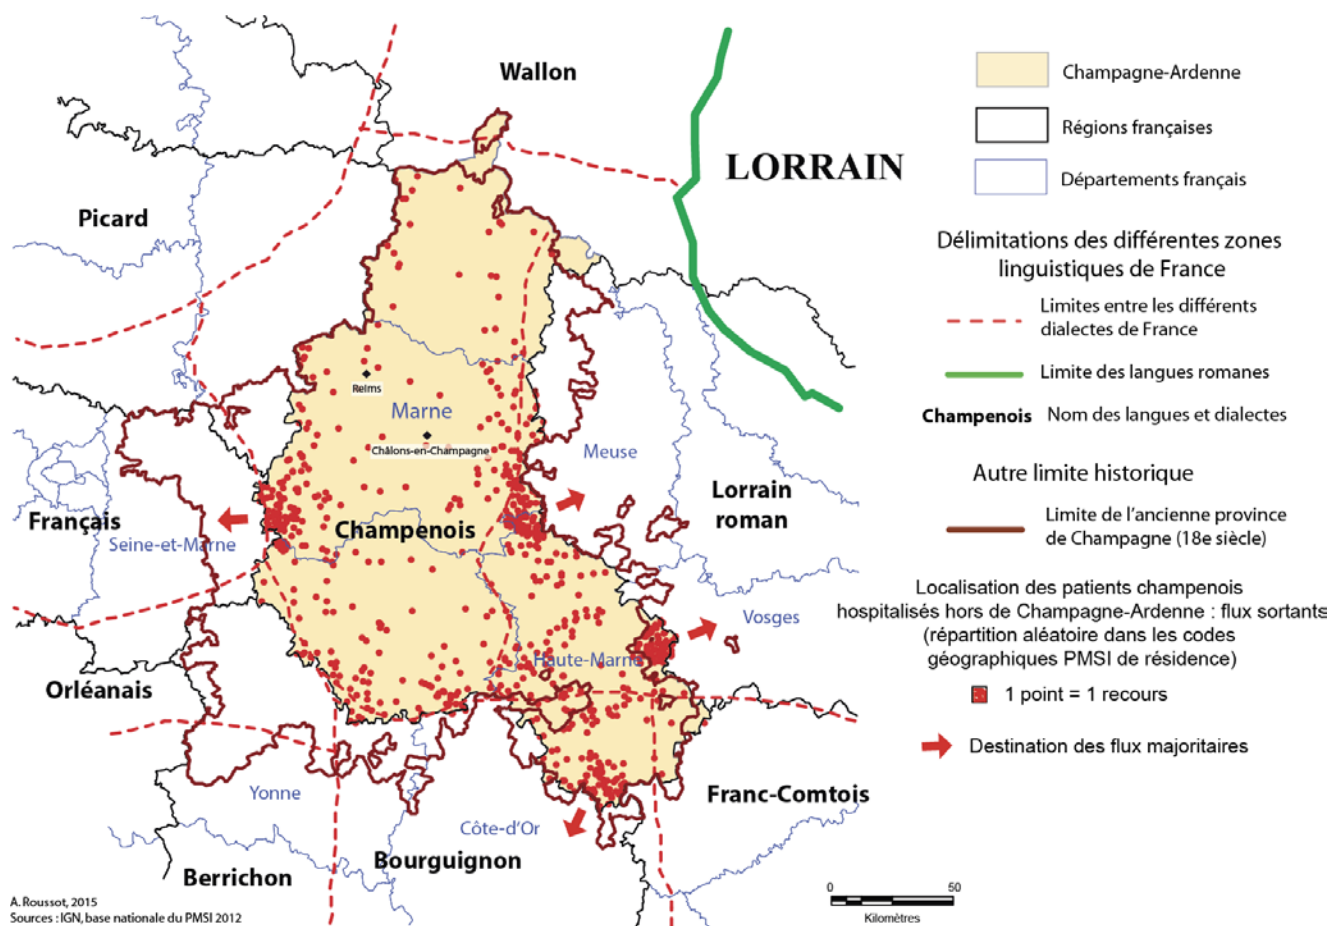 Wallon
LORRAIN
Picard
Reims
Marne
Châlons-en-Champagne
Meuse
Lorrain
roman
Français
Seine-et-Marne
Champenois
Vosges
Haute-Marne
Orléanais
Yonne
Côte-d'Or
Franc-Comtois
Bourguignon
Berrichon
A. Roussot, 2015
Sources : IGN, base nationale du PMSI 2012
0 50
Kilomètres
Champagne-Ardenne
Régions françaises
Départements français
Délimitations des différentes zones
linguistiques de France
Limites entre les différents
dialectes de France
Limite des langues romanes
Champenois Nom des langues et dialectes
Autre limite historique
Limite de l'ancienne province
de Champagne (18e siècle)
Localisation des patients champenois
hospitalisés hors de Champagne-Ardenne : flux sortants
(répartition aléatoire dans les codes
géographiques PMSI de résidence)
1 point = 1 recours
Destination des flux majoritaires